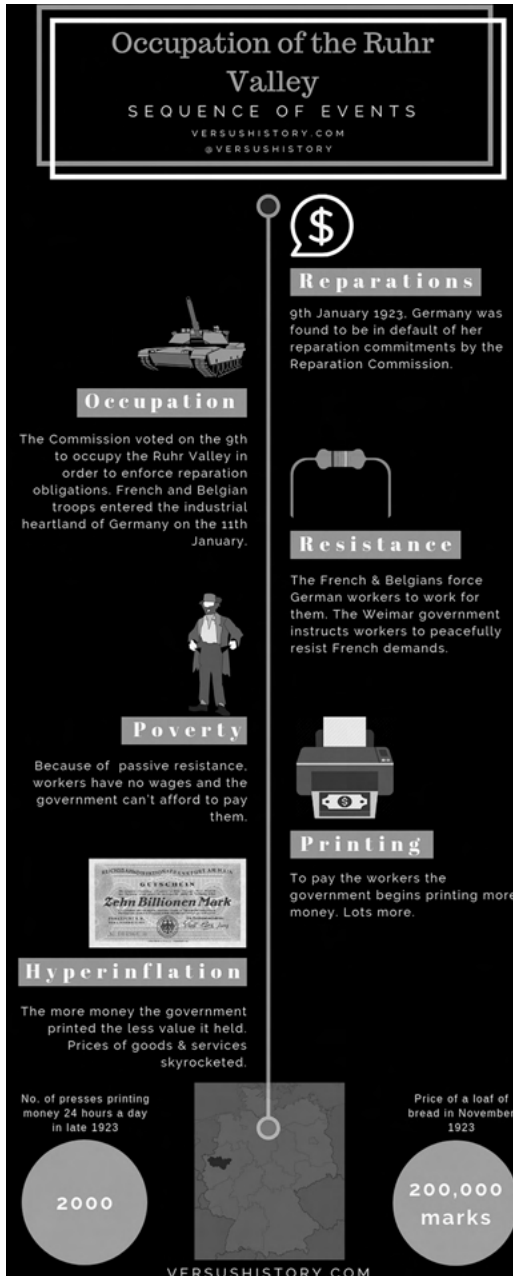 Occupation of the Ruhr
Valley
SEQUENCE OF EVENTS
VERSUSHISTORY.COM
@VERSUSHISTORY
$
Reparations
9th January 1923, Germany was
found to be in default of her
reparation commitments by the
Reparation Commission.
Occupation
The Commission voted on the 9th
to occupy the Ruhr Valley in
order to enforce reparation
obligations. French and Belgian
troops entered the industrial
heartland of Germany on the 11th
January.
Resistance
The French & Belgians force
German workers to work for
them. The Weimar government
instructs workers to peacefully
resist French demands.
Poverty
Because of passive resistance,
workers have no wages and the
government can't afford to pay
them.
$
Printing
To pay the workers the
government begins printing more
money. Lots more.
GUTSCHEIN
Zehn Billionen Mark
Hyperinflation
The more money the government
printed the less value it held.
Prices of goods & services
skyrocketed.
No. of presses printing
money 24 hours a day
in late 1923
2000
Price of a loaf of
bread in November
1923
200,000
marks
VERSUSHISTORY.COM